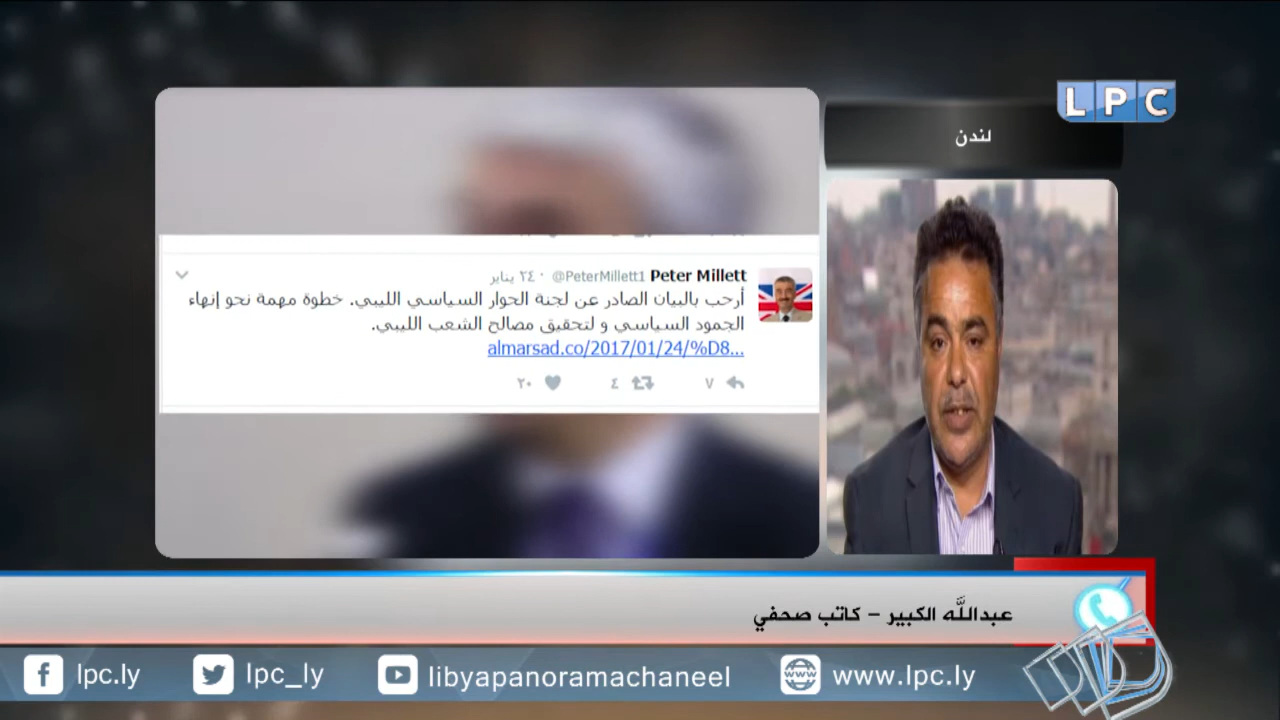 LPC
لندن
Peter Millett @PeterMillett1 · ٢٤ يناير
أرحب بالبيان الصادر عن لجنة الحوار السياسي الليبي. خطوة مهمة نحو إنهاء
الجمود السياسي و لتحقيق مصالح الشعب الليبي.
almarsad.co/2017/01/24/%D8...
٧ ٤ ٢٠
عبداللَّه الكبير – كاتب صحفي
lpc.ly lpc_ly libyapanoramachaneel www.lpc.ly